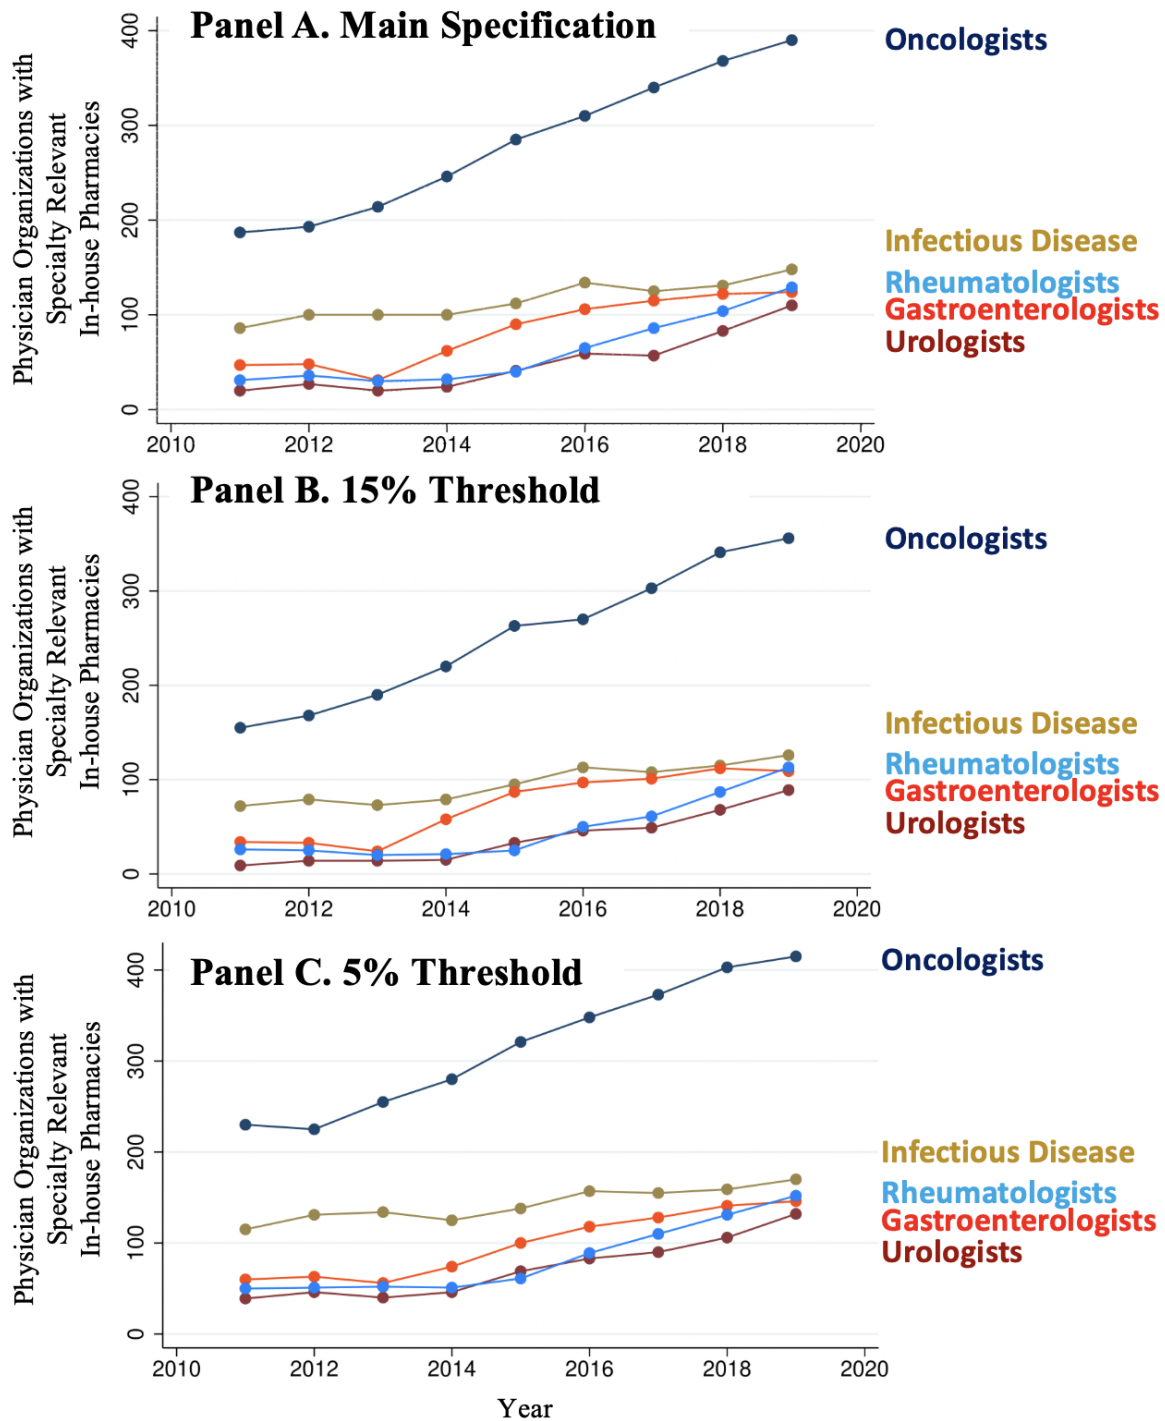 Panel A. Main Specification
Physician Organizations with
Specialty Relevant
In-house Pharmacies
400
300
200
100
0
2010 2012 2014 2016 2018 2020
Oncologists
Infectious Disease
Rheumatologists
Gastroenterologists
Urologists
Panel B. 15% Threshold
Physician Organizations with
Specialty Relevant
In-house Pharmacies
400
300
200
100
0
2010 2012 2014 2016 2018 2020
Oncologists
Infectious Disease
Rheumatologists
Gastroenterologists
Urologists
Panel C. 5% Threshold
Physician Organizations with
Specialty Relevant
In-house Pharmacies
400
300
200
100
0
2010 2012 2014 2016 2018 2020
Year
Oncologists
Infectious Disease
Rheumatologists
Gastroenterologists
Urologists